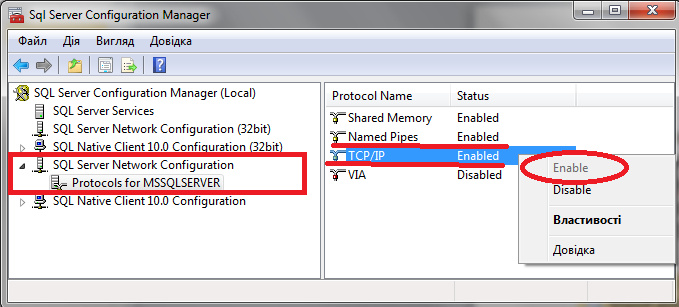 Sql Server Configuration Manager
Файл Дія Вигляд Довідка
SQL Server Configuration Manager (Local)
SQL Server Services
SQL Server Network Configuration (32bit)
SQL Native Client 10.0 Configuration (32bit)
SQL Server Network Configuration
Protocols for MSSQLSERVER
SQL Native Client 10.0 Configuration
Protocol Name Status
Shared Memory Enabled
Named Pipes Enabled
TCP/IP Enabled
VIA Disabled
Enable
Disable
Властивості
Довідка